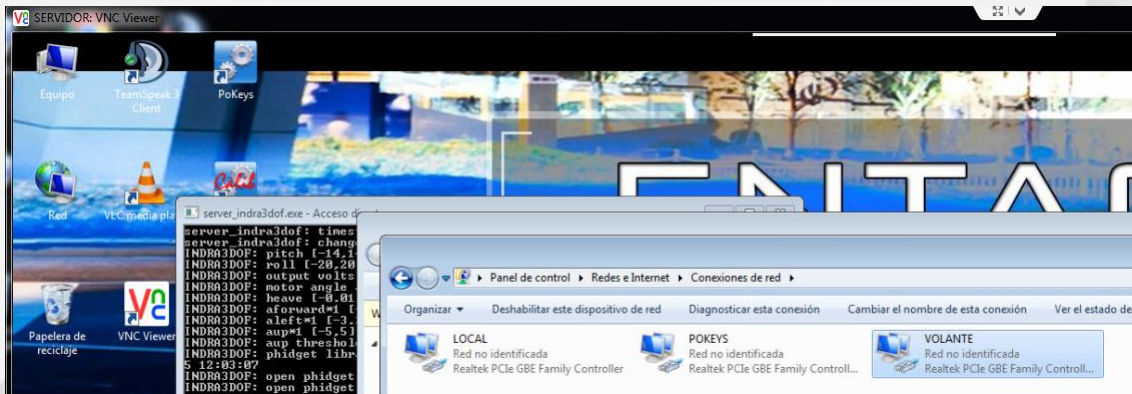 SERVIDOR: VNC Viewer
Equipo
TeamSpeak 3
Client
PoKeys
Red
VLC media pla
Calib
Papelera de
reciclaje
VNC Viewer
server_indra3dof.exe - Acceso di
server_indra3dof: times
server_indra3dof: chang
INDRA3DOF: pitch [-14,1
INDRA3DOF: roll [-20,20
INDRA3DOF: output volts
INDRA3DOF: motor angle
INDRA3DOF: heave [-0.01
INDRA3DOF: aforward*1 [
INDRA3DOF: aleft*1 [-3.
INDRA3DOF: aup*1 [-5,5]
INDRA3DOF: aup threshol
INDRA3DOF: phidget libr
5 12:03:07
INDRA3DOF: open phidget
INDRA3DOF: open phidget
Panel de control ▸ Redes e Internet ▸ Conexiones de red ▸
Organizar Deshabilitar este dispositivo de red Diagnosticar esta conexión Cambiar el nombre de esta conexión Ver el estado de
LOCAL
Red no identificada
Realtek PCIe GBE Family Controller
POKEYS
Red no identificada
Realtek PCIe GBE Family Controll...
VOLANTE
Red no identificada
Realtek PCIe GBE Family Controll...